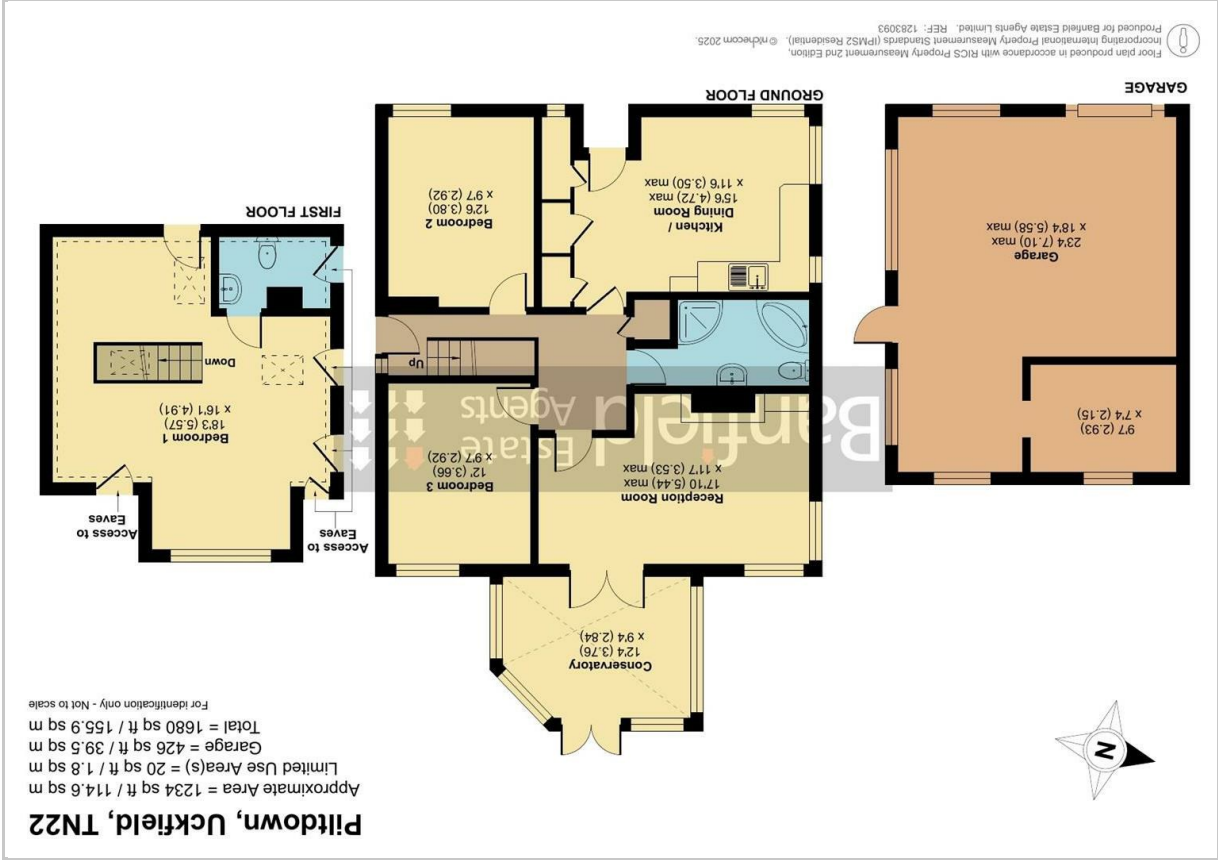 Piltdown, Uckfield, TN22
Approximate Area = 1234 sq ft / 114.6 sq m
Limited Use Area(s) = 20 sq ft / 1.8 sq m
Garage = 426 sq ft / 39.5 sq m
Total = 1680 sq ft / 155.9 sq m
For identification only - Not to scale
N
Conservatory
12'4 (3.76)
x 9'4 (2.84)
Access to
Eaves
Access to
Eaves
9'7 (2.93)
x 7'4 (2.15)
Reception Room
17'10 (5.44) max
x 11'7 (3.53) max
Bedroom 3
12' (3.66)
x 9'7 (2.92)
Bedroom 1
18'3 (5.57)
x 16'1 (4.91)
Banfield
Estate
Agents
Up
Down
Garage
23'4 (7.10) max
x 18'4 (5.58) max
Kitchen /
Dining Room
15'6 (4.72) max
x 11'6 (3.50) max
Bedroom 2
12'6 (3.80)
x 9'7 (2.92)
FIRST FLOOR
GARAGE
GROUND FLOOR
Floor plan produced in accordance with RICS Property Measurement 2nd Edition,
Incorporating International Property Measurement Standards (IPMS2 Residential). © nichecom 2025.
Produced for Banfield Estate Agents Limited. REF: 1283093